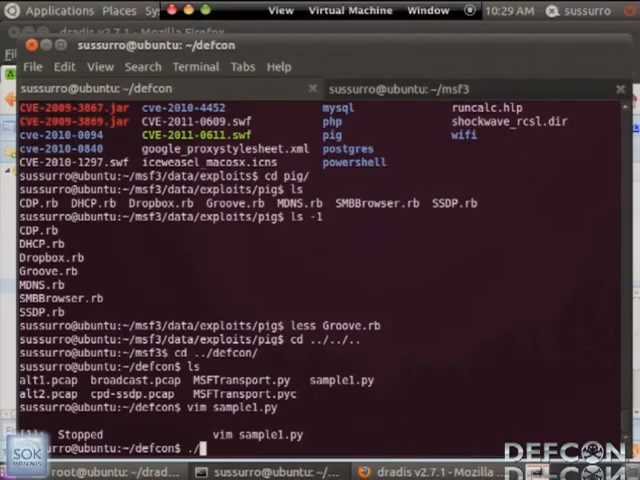 View Virtual Machine Window 10:29 AM sussurro
Applications Places Sy
dradis v2.7.1 - Mozilla Firefox
sussurro@ubuntu: ~/defcon
File Edit View Search Terminal Tabs Help
sussurro@ubuntu: ~/defcon
sussurro@ubuntu: ~/msf3
CVE-2009-3867.jar cve-2010-4452 mysql runcalc.hlp
CVE-2009-3869.jar CVE-2011-0609.swf php shockwave_rcsl.dir
cve-2010-0094 CVE-2011-0611.swf pig wifi
cve-2010-0840 google_proxystylesheet.xml postgres
CVE-2010-1297.swf iceweasel_macosx.icns powershell
sussurro@ubuntu:~/msf3/data/exploits$ cd pig/
sussurro@ubuntu:~/msf3/data/exploits/pig$ ls
CDP.rb DHCP.rb Dropbox.rb Groove.rb MDNS.rb SMBBrowser.rb SSDP.rb
sussurro@ubuntu:~/msf3/data/exploits/pig$ ls -1
CDP.rb
DHCP.rb
Dropbox.rb
Groove.rb
MDNS.rb
SMBBrowser.rb
SSDP.rb
sussurro@ubuntu:~/msf3/data/exploits/pig$ less Groove.rb
sussurro@ubuntu:~/msf3/data/exploits/pig$ cd ../../..
sussurro@ubuntu:~/msf3$ cd ../defcon/
sussurro@ubuntu:~/defcon$ ls
alt1.pcap broadcast.pcap MSFTransport.py sample1.py
alt2.pcap cpd-ssdp.pcap MSFTransport.pyc
sussurro@ubuntu:~/defcon$ vim sample1.py
Stopped vim sample1.py
surro@ubuntu:~/defcon$ ./
SOK
DEFCON
root@ubuntu: ~/drad...
sussurro@ubuntu: ~/...
dradis v2.7.1 - Mozilla...